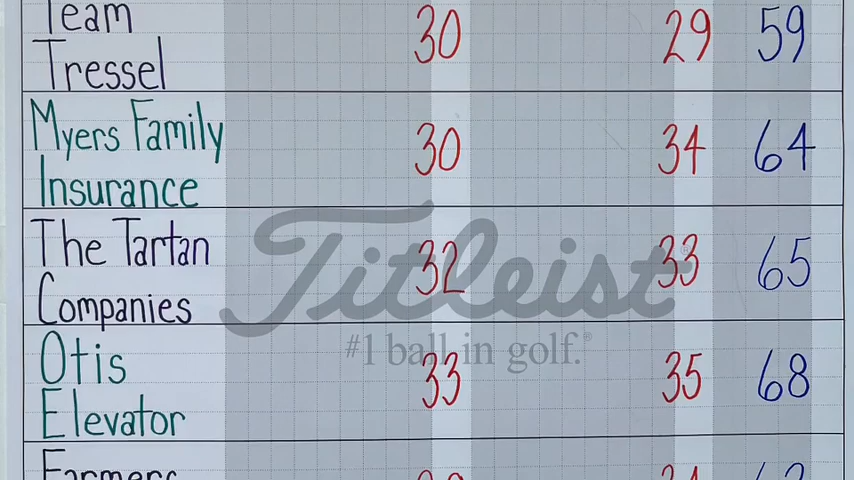 Team
Tressel
30 29 59
Myers Family
Insurance
30 34 64
The Tartan
Companies
32 33 65
Titleist
#1 ball in golf.®
Otis
Elevator
33 35 68
Farmers